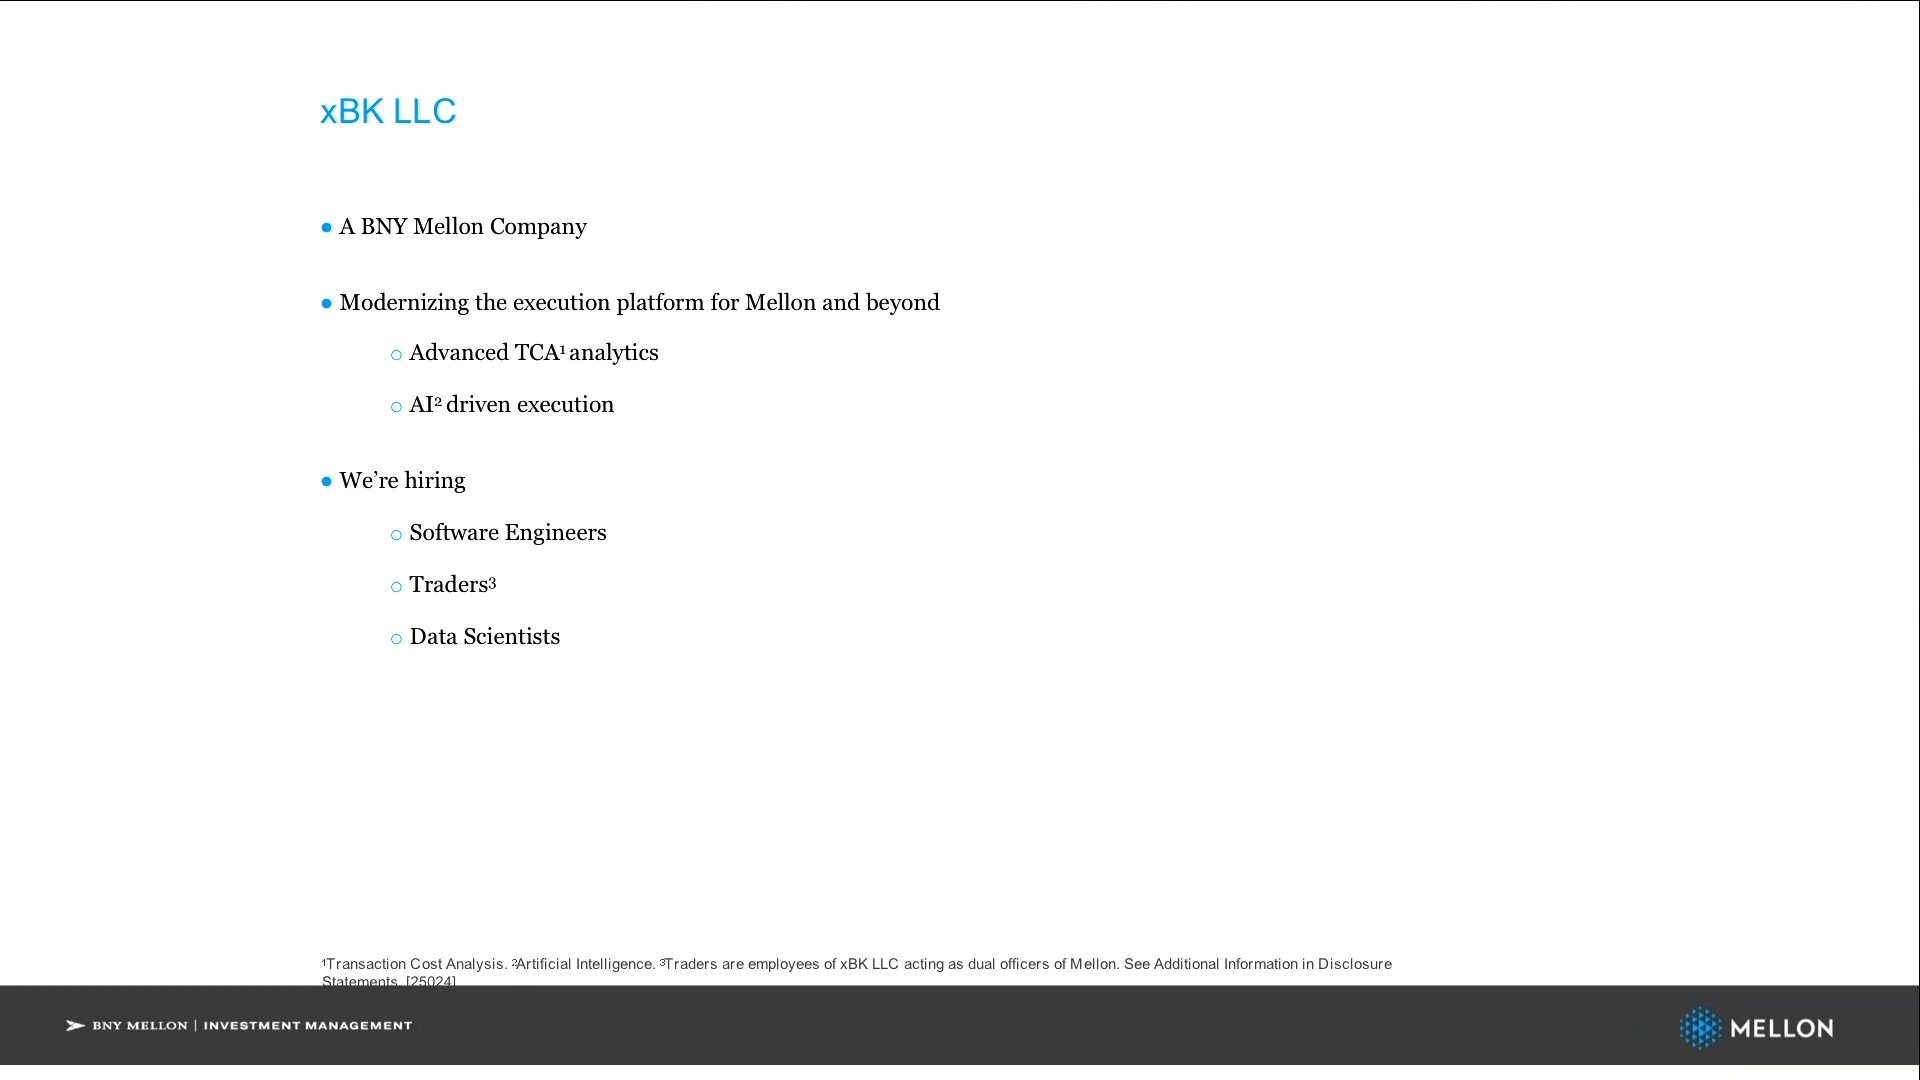 xBK LLC
• A BNY Mellon Company
• Modernizing the execution platform for Mellon and beyond
○ Advanced TCA¹ analytics
○ AI² driven execution
• We’re hiring
○ Software Engineers
○ Traders³
○ Data Scientists
¹Transaction Cost Analysis. ²Artificial Intelligence. ³Traders are employees of xBK LLC acting as dual officers of Mellon. See Additional Information in Disclosure
Statements. [25024]
BNY MELLON | INVESTMENT MANAGEMENT
MELLON